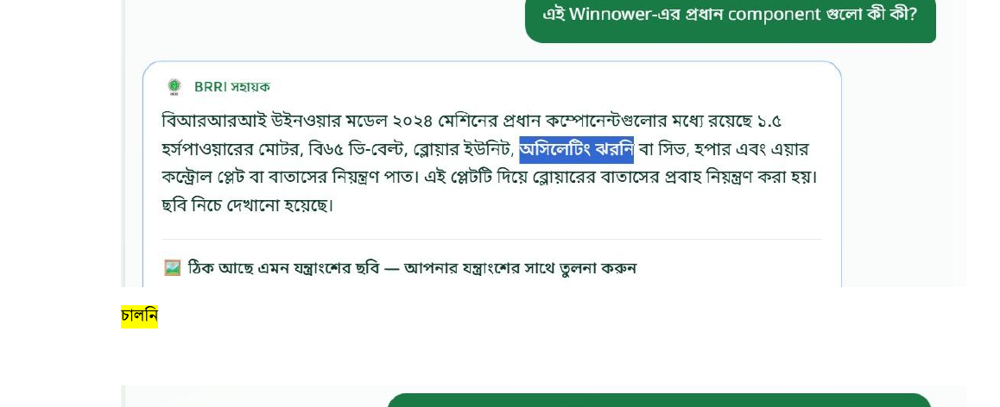 এই Winnower-এর প্রধান component গুলো কী কী?
BRRI সহায়ক
বিআরআরআই উইনওয়ার মডেল ২০২৪ মেশিনের প্রধান কম্পোনেন্টগুলোর মধ্যে রয়েছে ১.৫
হর্সপাওয়ারের মোটর, বি৬৫ ভি-বেল্ট, ব্লোয়ার ইউনিট, অসিলেটিং ঝরনি বা সিভ, হপার এবং এয়ার
কন্ট্রোল প্লেট বা বাতাসের নিয়ন্ত্রণ পাত। এই প্লেটটি দিয়ে ব্লোয়ারের বাতাসের প্রবাহ নিয়ন্ত্রণ করা হয়।
ছবি নিচে দেখানো হয়েছে।
ঠিক আছে এমন যন্ত্রাংশের ছবি — আপনার যন্ত্রাংশের সাথে তুলনা করুন
চালনি